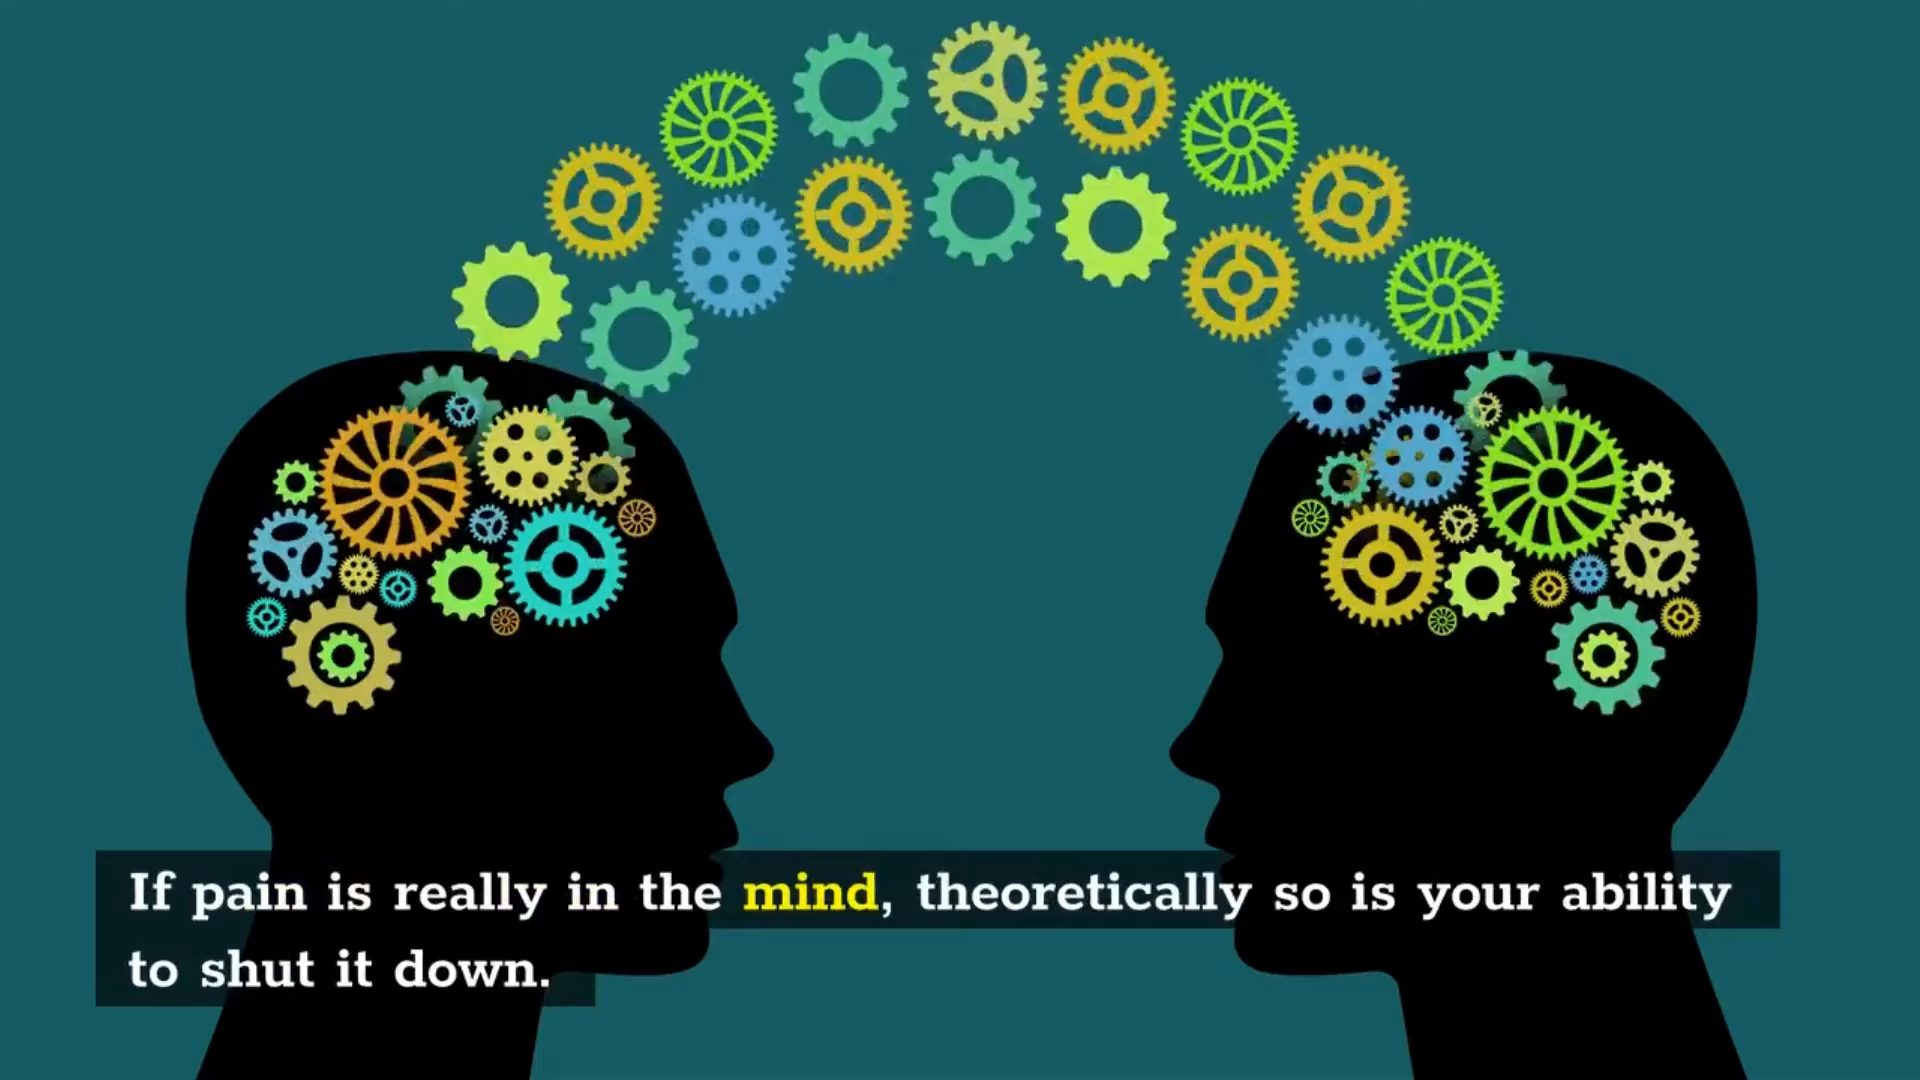 If pain is really in the mind, theoretically so is your ability
to shut it down.